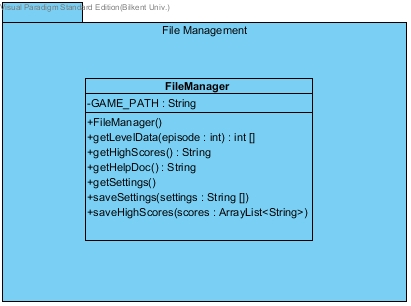 Visual Paradigm Standard Edition(Bilkent Univ.)
File Management
FileManager
-GAME_PATH : String
+FileManager()
+getLevelData(episode : int) : int []
+getHighScores() : String
+getHelpDoc() : String
+getSettings()
+saveSettings(settings : String [])
+saveHighScores(scores : ArrayList<String>)